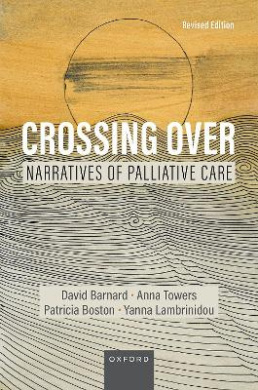 Revised Edition
CROSSING OVER
NARRATIVES OF PALLIATIVE CARE
David Barnard · Anna Towers
Patricia Boston · Yanna Lambrinidou
OXFORD